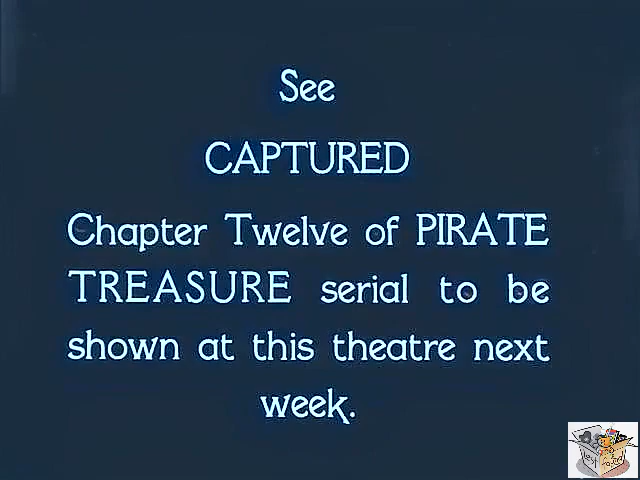 See
CAPTURED
Chapter Twelve of PIRATE
TREASURE serial to be
shown at this theatre next
week.